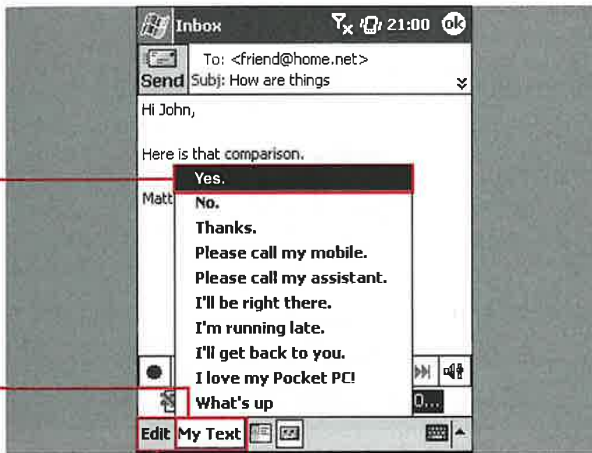 Inbox 21:00 ok
To: <friend@home.net>
Send Subj: How are things
Hi John,
Here is that comparison.
Matt
Yes.
No.
Thanks.
Please call my mobile.
Please call my assistant.
I'll be right there.
I'm running late.
I'll get back to you.
I love my Pocket PC!
What's up
0...
Edit My Text